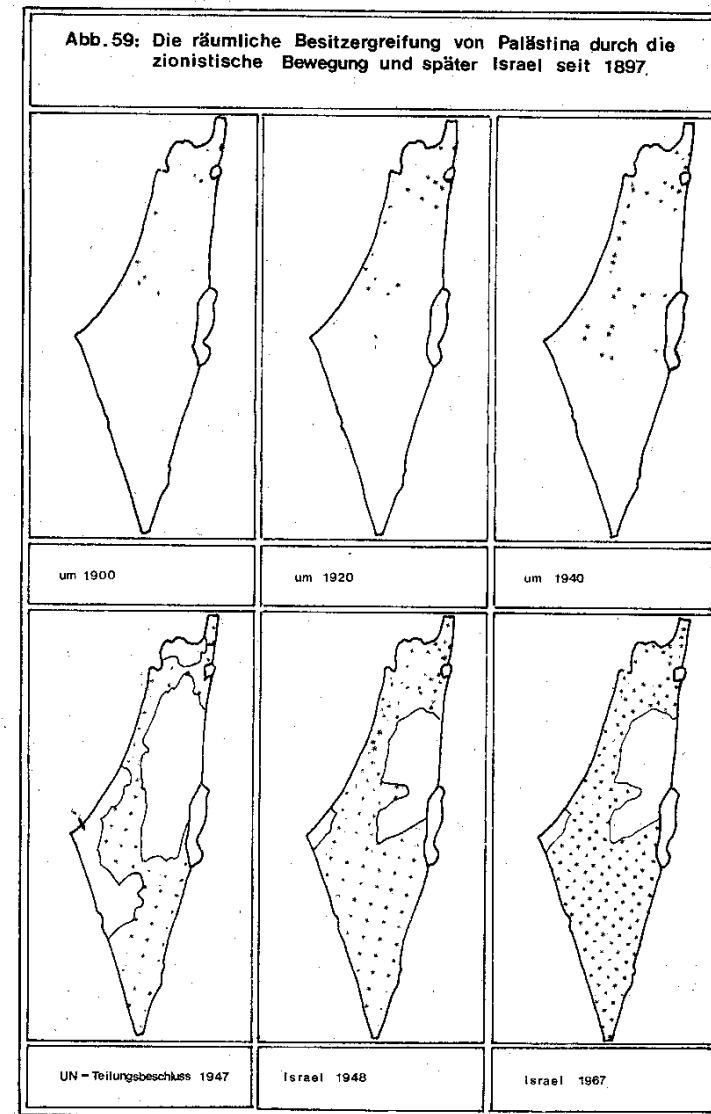 Abb.59: Die räumliche Besitzergreifung von Palästina durch die
zionistische Bewegung und später Israel seit 1897.
um 1900
um 1920
um 1940
UN-Teilungsbeschluss 1947
Israel 1948
Israel 1967